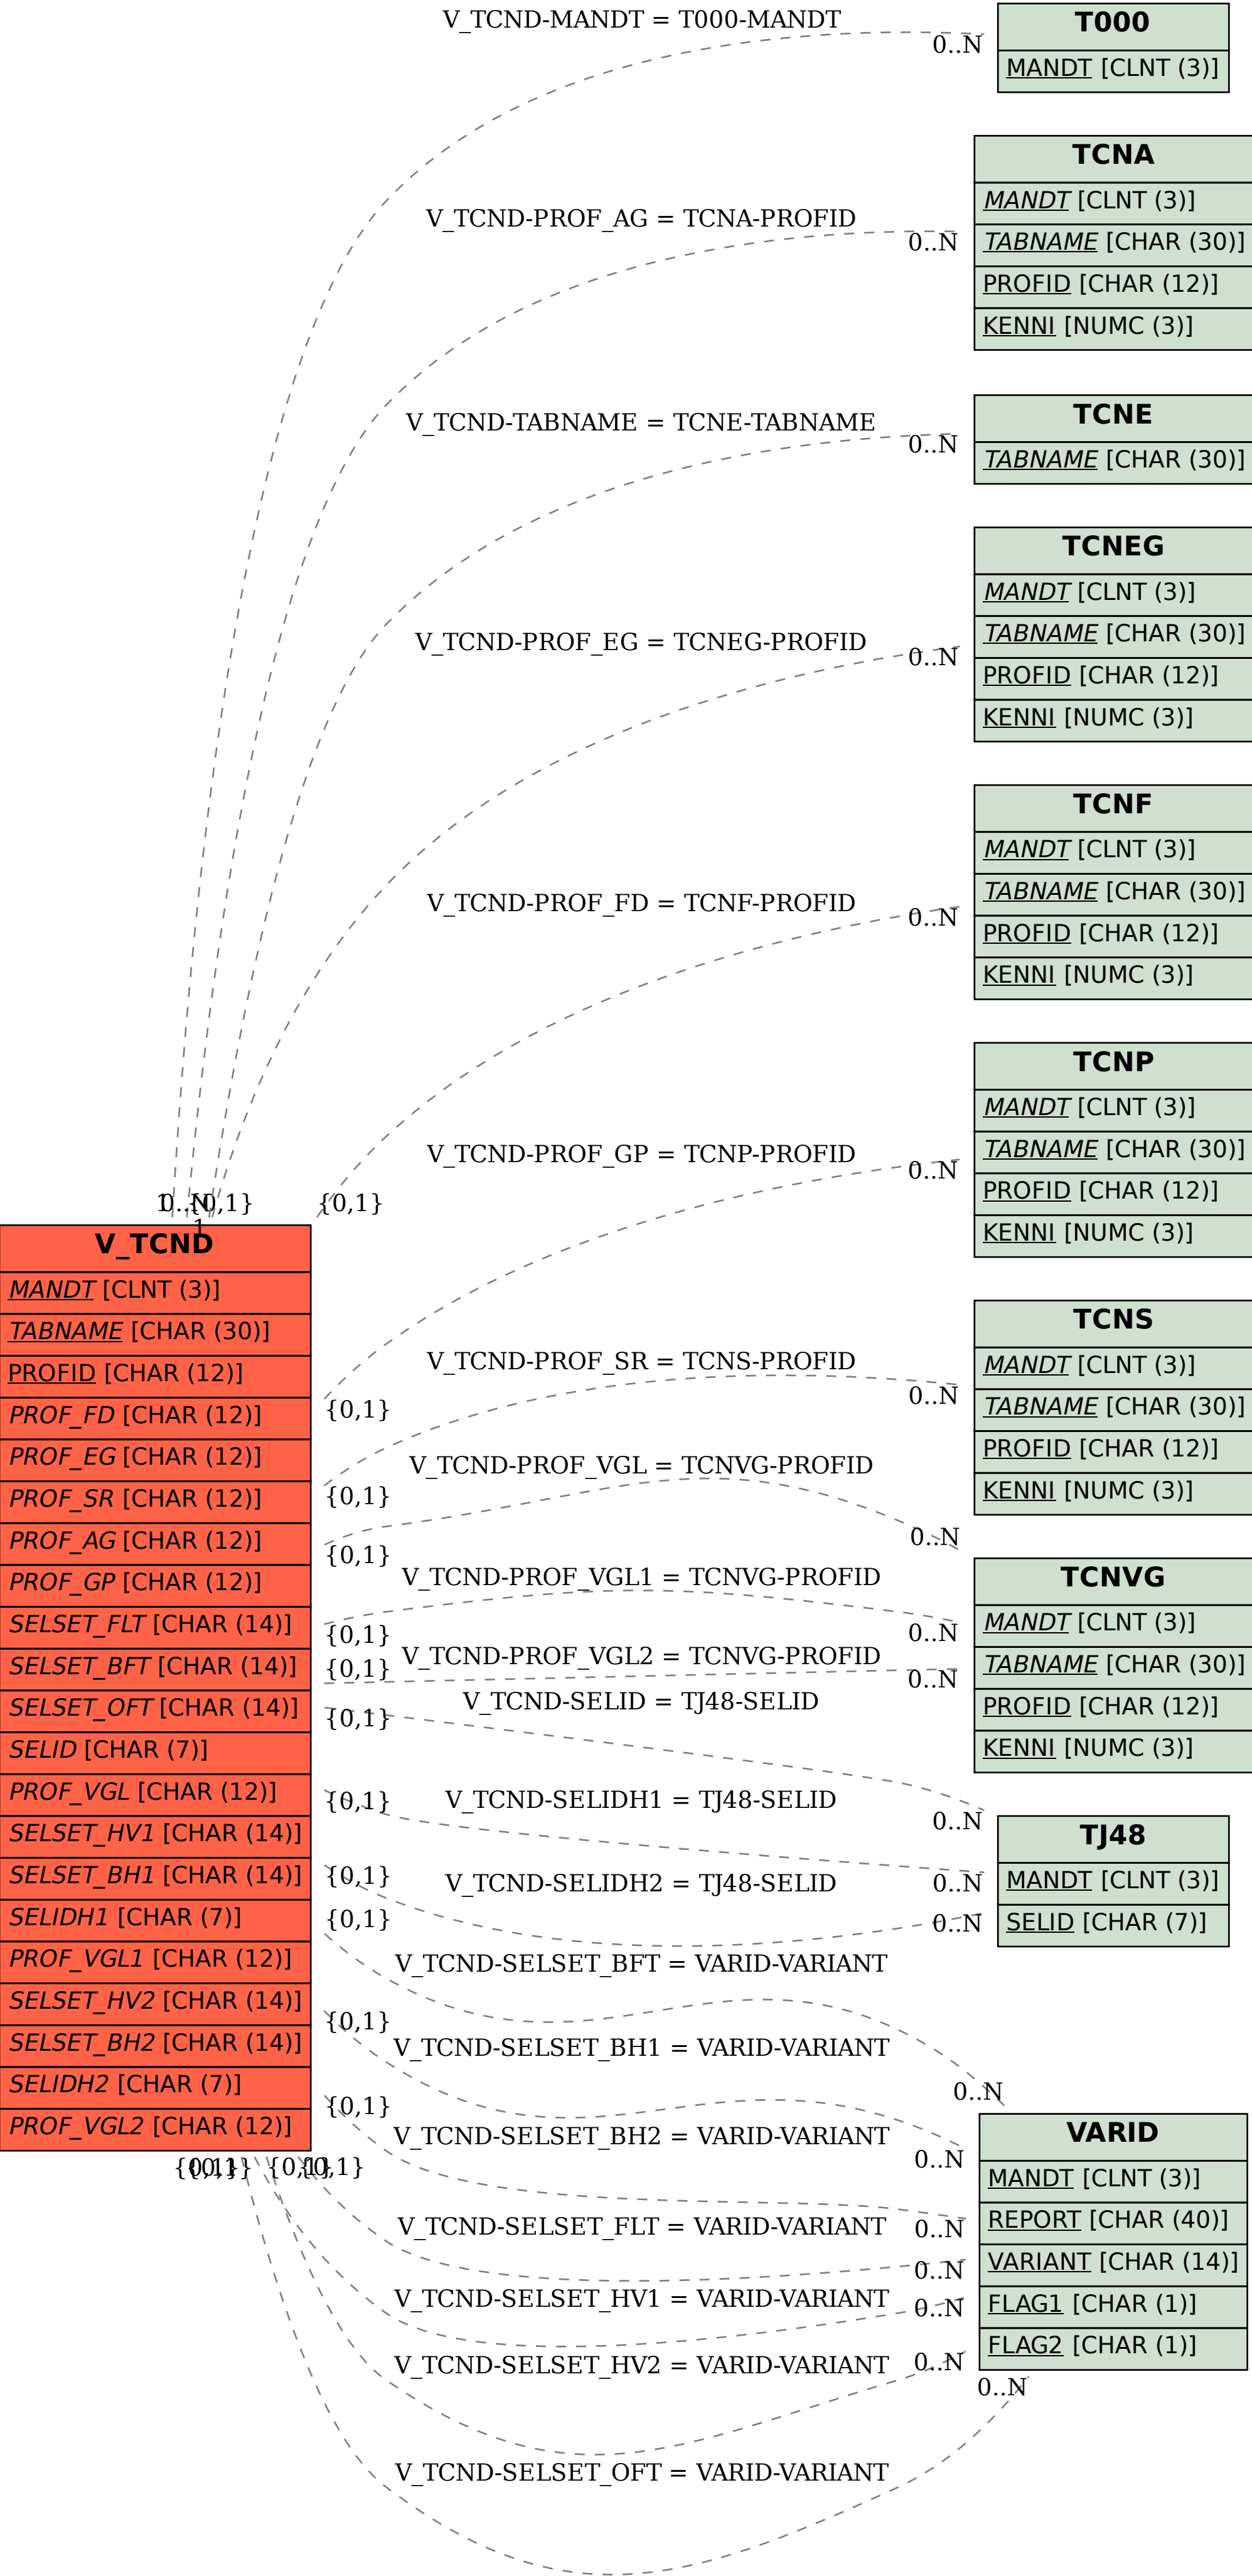 V_TCND-MANDT = T000-MANDT
0..N
T000
MANDT [CLNT (3)]
TCNA
MANDT [CLNT (3)]
TABNAME [CHAR (30)]
PROFID [CHAR (12)]
KENNI [NUMC (3)]
V_TCND-PROF_AG = TCNA-PROFID
0..N
TCNE
TABNAME [CHAR (30)]
V_TCND-TABNAME = TCNE-TABNAME
0..N
TCNEG
MANDT [CLNT (3)]
TABNAME [CHAR (30)]
PROFID [CHAR (12)]
KENNI [NUMC (3)]
V_TCND-PROF_EG = TCNEG-PROFID
0..N
TCNF
MANDT [CLNT (3)]
TABNAME [CHAR (30)]
PROFID [CHAR (12)]
KENNI [NUMC (3)]
V_TCND-PROF_FD = TCNF-PROFID
0..N
TCNP
MANDT [CLNT (3)]
TABNAME [CHAR (30)]
PROFID [CHAR (12)]
KENNI [NUMC (3)]
V_TCND-PROF_GP = TCNP-PROFID
0..N
1
0..N
{0,1}
{0,1}
1
V_TCND
MANDT [CLNT (3)]
TABNAME [CHAR (30)]
PROFID [CHAR (12)]
PROF_FD [CHAR (12)]
PROF_EG [CHAR (12)]
PROF_SR [CHAR (12)]
PROF_AG [CHAR (12)]
PROF_GP [CHAR (12)]
SELSET_FLT [CHAR (14)]
SELSET_BFT [CHAR (14)]
SELSET_OFT [CHAR (14)]
SELID [CHAR (7)]
PROF_VGL [CHAR (12)]
SELSET_HV1 [CHAR (14)]
SELSET_BH1 [CHAR (14)]
SELIDH1 [CHAR (7)]
PROF_VGL1 [CHAR (12)]
SELSET_HV2 [CHAR (14)]
SELSET_BH2 [CHAR (14)]
SELIDH2 [CHAR (7)]
PROF_VGL2 [CHAR (12)]
TCNS
MANDT [CLNT (3)]
TABNAME [CHAR (30)]
PROFID [CHAR (12)]
KENNI [NUMC (3)]
V_TCND-PROF_SR = TCNS-PROFID
0..N
{0,1}
V_TCND-PROF_VGL = TCNVG-PROFID
{0,1}
0..N
{0,1}
TCNVG
MANDT [CLNT (3)]
TABNAME [CHAR (30)]
PROFID [CHAR (12)]
KENNI [NUMC (3)]
V_TCND-PROF_VGL1 = TCNVG-PROFID
{0,1}
0..N
V_TCND-PROF_VGL2 = TCNVG-PROFID
{0,1}
0..N
V_TCND-SELID = TJ48-SELID
{0,1}
0..N
TJ48
MANDT [CLNT (3)]
SELID [CHAR (7)]
V_TCND-SELIDH1 = TJ48-SELID
{0,1}
0..N
V_TCND-SELIDH2 = TJ48-SELID
{0,1}
0..N
{0,1}
V_TCND-SELSET_BFT = VARID-VARIANT
0..N
{0,1}
V_TCND-SELSET_BH1 = VARID-VARIANT
0..N
{0,1}
V_TCND-SELSET_BH2 = VARID-VARIANT
0..N
VARID
MANDT [CLNT (3)]
REPORT [CHAR (40)]
VARIANT [CHAR (14)]
FLAG1 [CHAR (1)]
FLAG2 [CHAR (1)]
{0,1}
{0,1}
{0,1}
{0,1}
V_TCND-SELSET_FLT = VARID-VARIANT
0..N
V_TCND-SELSET_HV1 = VARID-VARIANT
0..N
V_TCND-SELSET_HV2 = VARID-VARIANT
0..N
0..N
V_TCND-SELSET_OFT = VARID-VARIANT